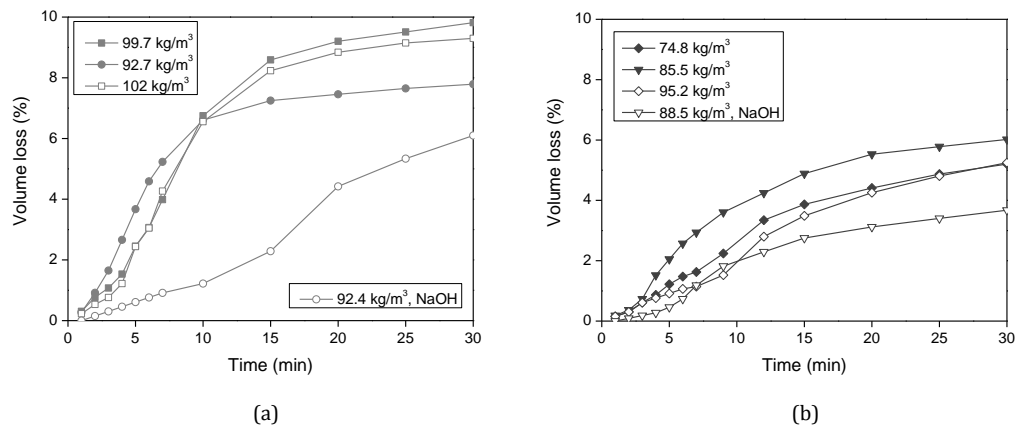 10
8
6
4
2
0
Volume loss (%)
99.7 kg/m³
92.7 kg/m³
102 kg/m³
92.4 kg/m³, NaOH
0 5 10 15 20 25 30
Time (min)
(a)
10
8
6
4
2
0
Volume loss (%)
74.8 kg/m³
85.5 kg/m³
95.2 kg/m³
88.5 kg/m³, NaOH
0 5 10 15 20 25 30
Time (min)
(b)